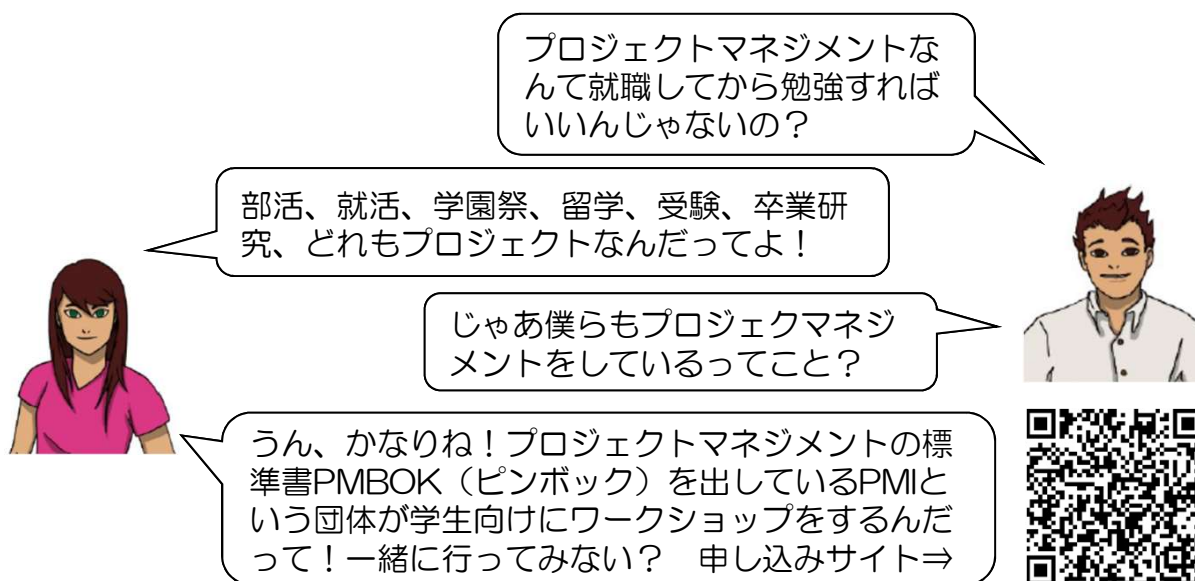 プロジェクトマネジメントな
んて就職してから勉強すれば
いいんじゃないの？
部活、就活、学園祭、留学、受験、卒業研
究、どれもプロジェクトなんだってよ！
じゃあ僕らもプロジェクマネジ
メントをしているってこと？
うん、かなりね！プロジェクトマネジメントの標
準書PMBOK（ピンボック）を出しているPMIと
いう団体が学生向けにワークショップをするんだ
って！一緒に行ってみない？　申し込みサイト⇒